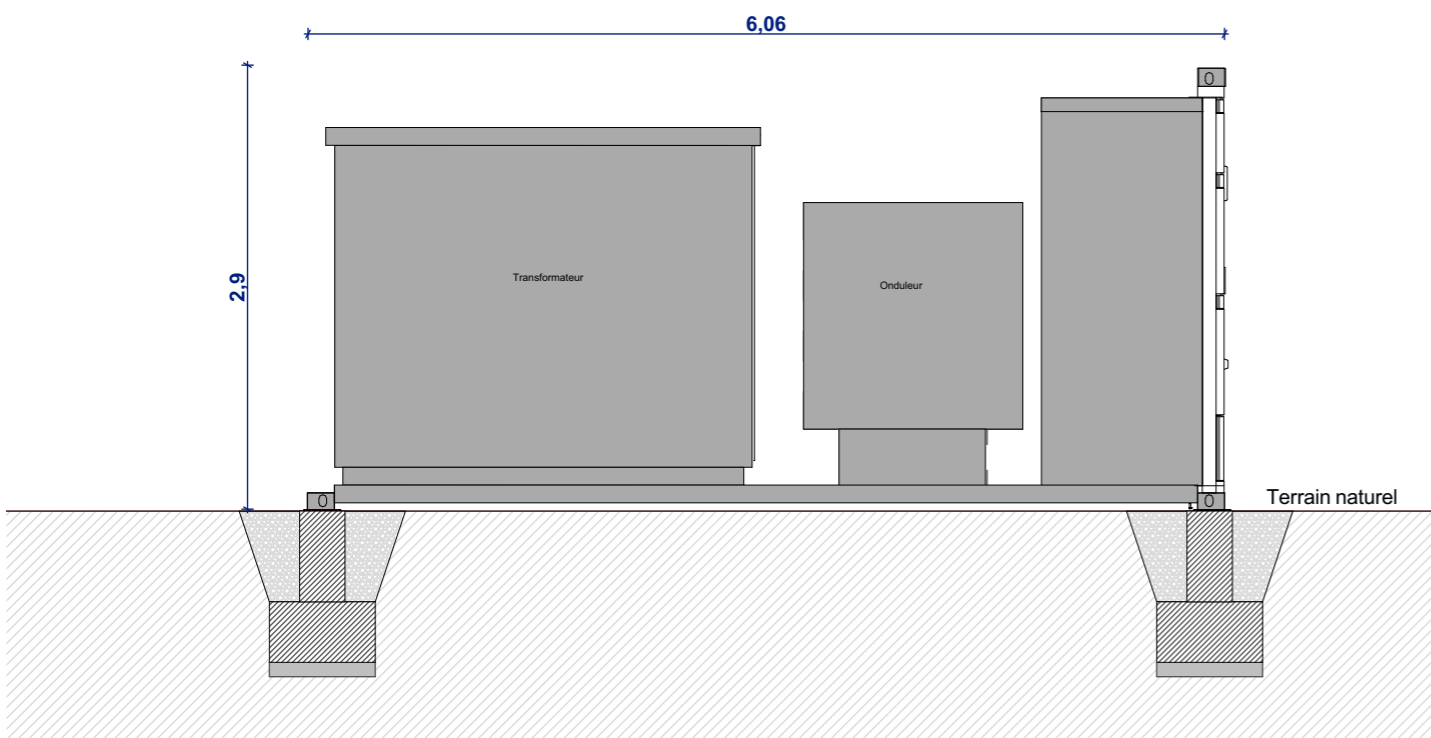 6,06
2,9
Transformateur
Onduleur
Terrain naturel